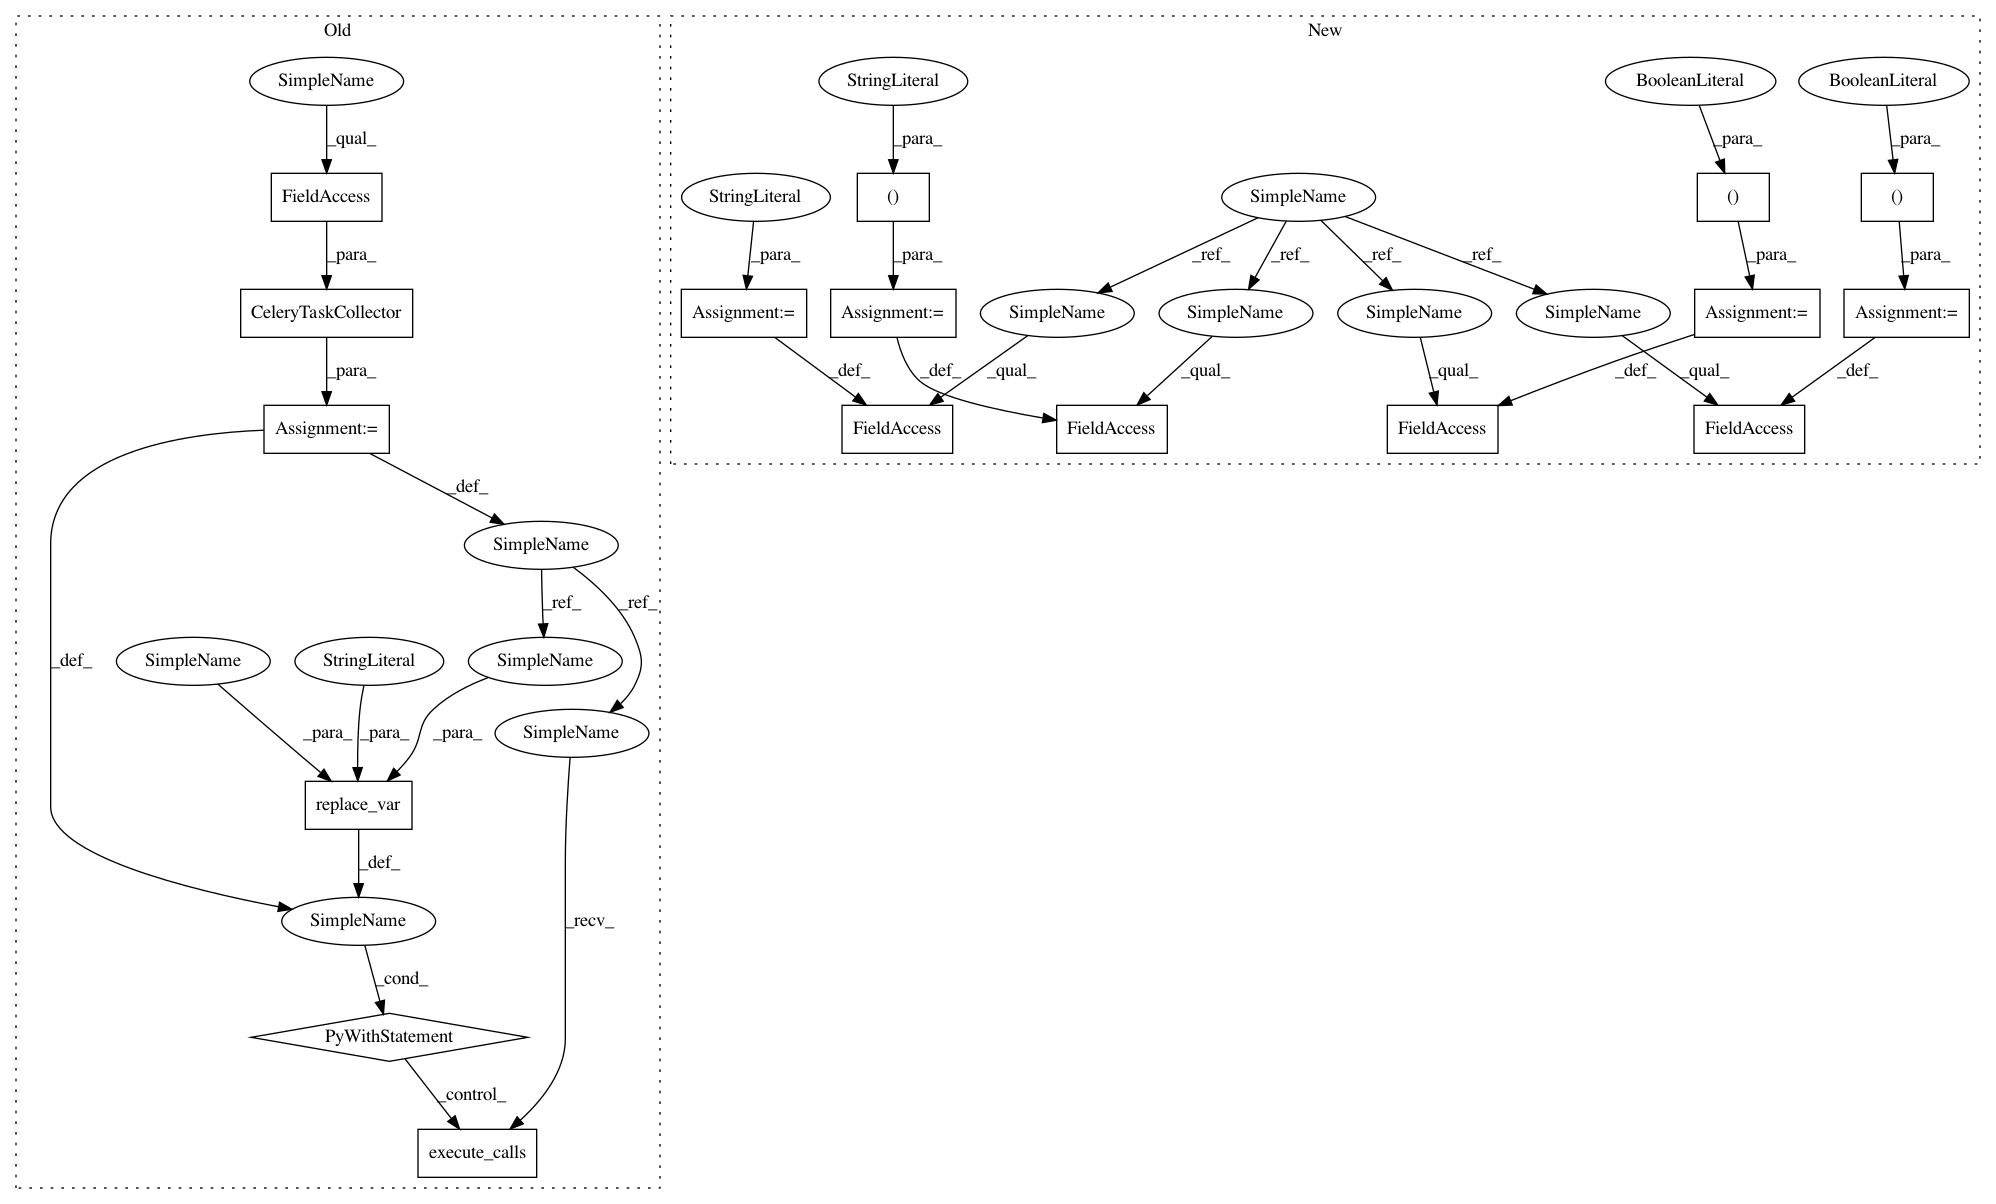 Old
New
SimpleName
StringLiteral
BooleanLiteral
BooleanLiteral
_qual_
_para_
_para_
_para_
FieldAccess
StringLiteral
()
SimpleName
()
()
_para_
_para_
_para_
_ref_
_ref_
_ref_
_ref_
_para_
_para_
CeleryTaskCollector
Assignment:=
Assignment:=
SimpleName
SimpleName
SimpleName
SimpleName
Assignment:=
Assignment:=
_para_
_def_
_def_
_qual_
_qual_
_qual_
_def_
_qual_
_def_
Assignment:=
FieldAccess
FieldAccess
FieldAccess
FieldAccess
_def_
SimpleName
_ref_
_ref_
_def_
SimpleName
StringLiteral
SimpleName
_para_
_para_
_para_
SimpleName
replace_var
_def_
SimpleName
_recv_
_cond_
PyWithStatement
_control_
execute_calls